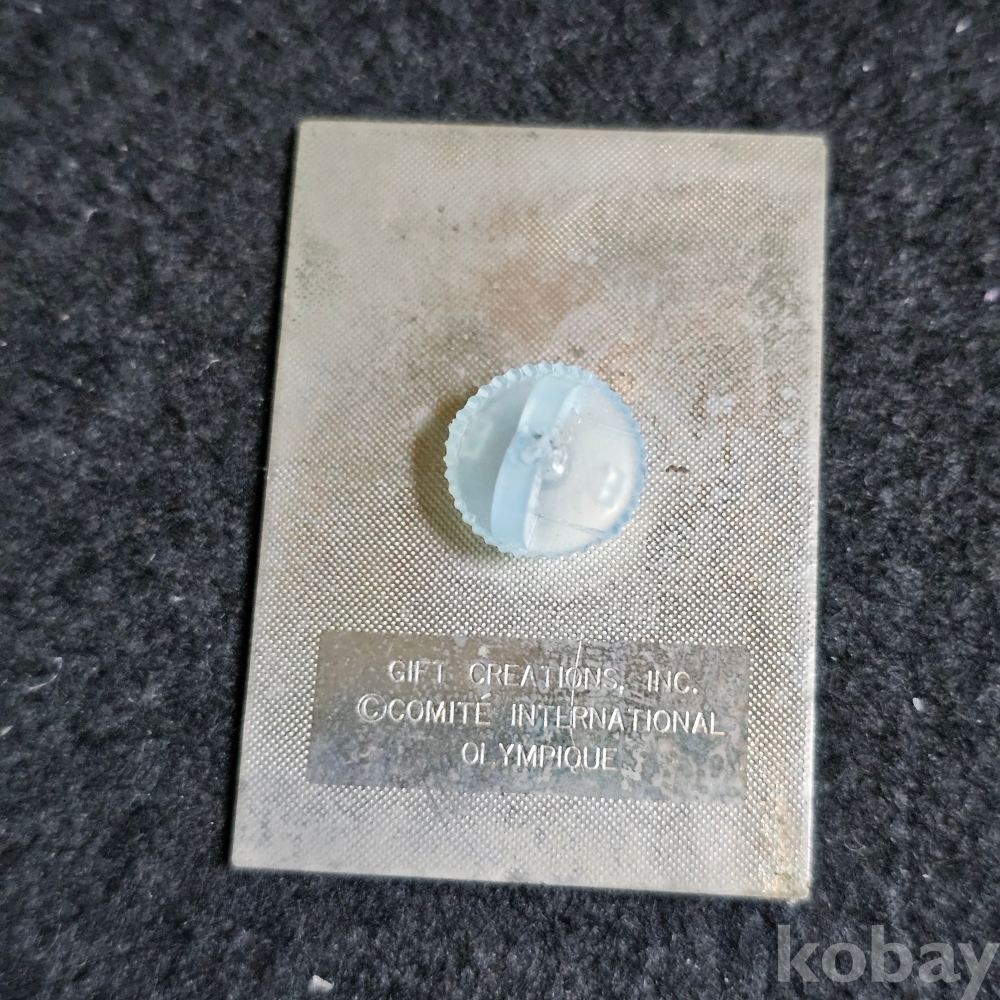 GIFT CREATIONS, INC.
©COMITÉ INTERNATIONAL
OLYMPIQUE
kobay